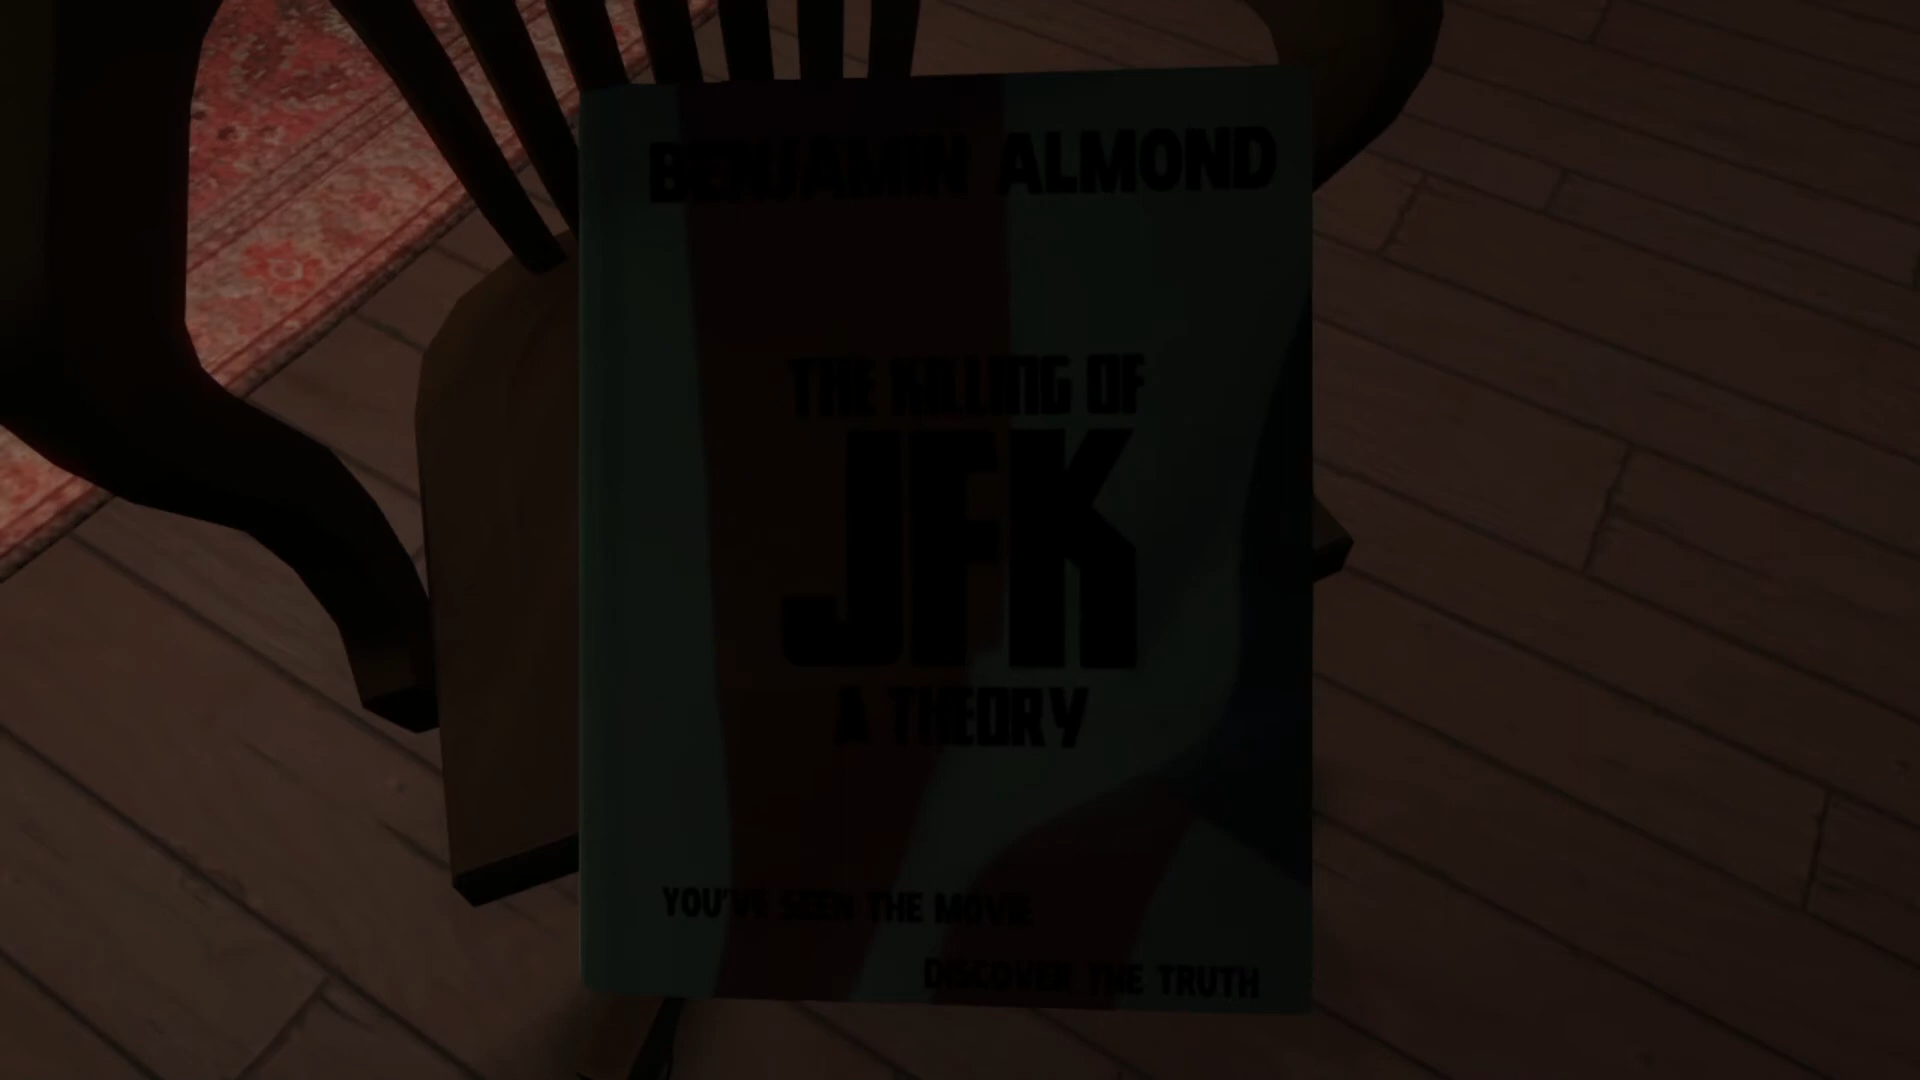 BENJAMIN ALMOND
THE KILLING OF
JFK
A THEORY
YOU'VE SEEN THE MOVIE
DISCOVER THE TRUTH